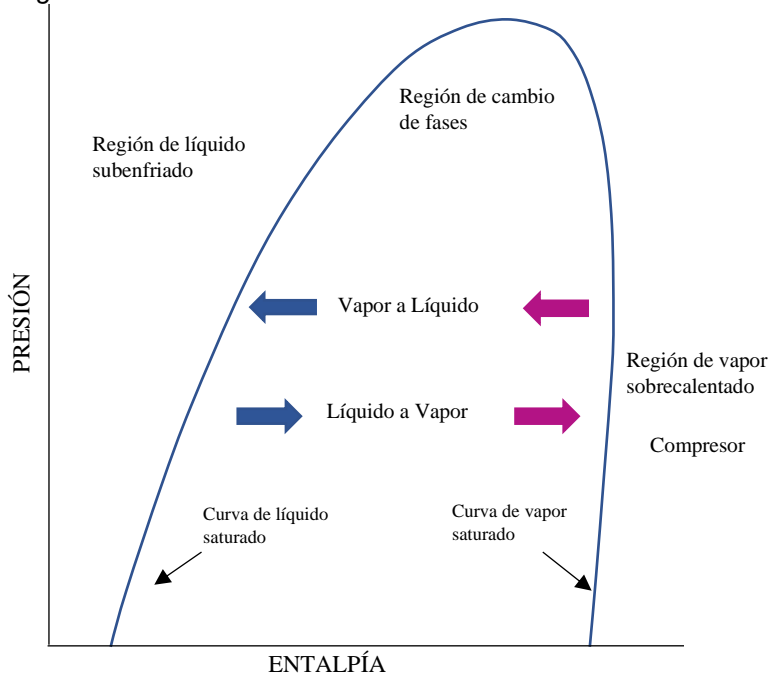 Región de cambio
de fases
Región de líquido
subenfriado
Vapor a Líquido
PRESIÓN
Región de vapor
sobrecalentado
Líquido a Vapor
Compresor
Curva de líquido
saturado
Curva de vapor
saturado
ENTALPÍA